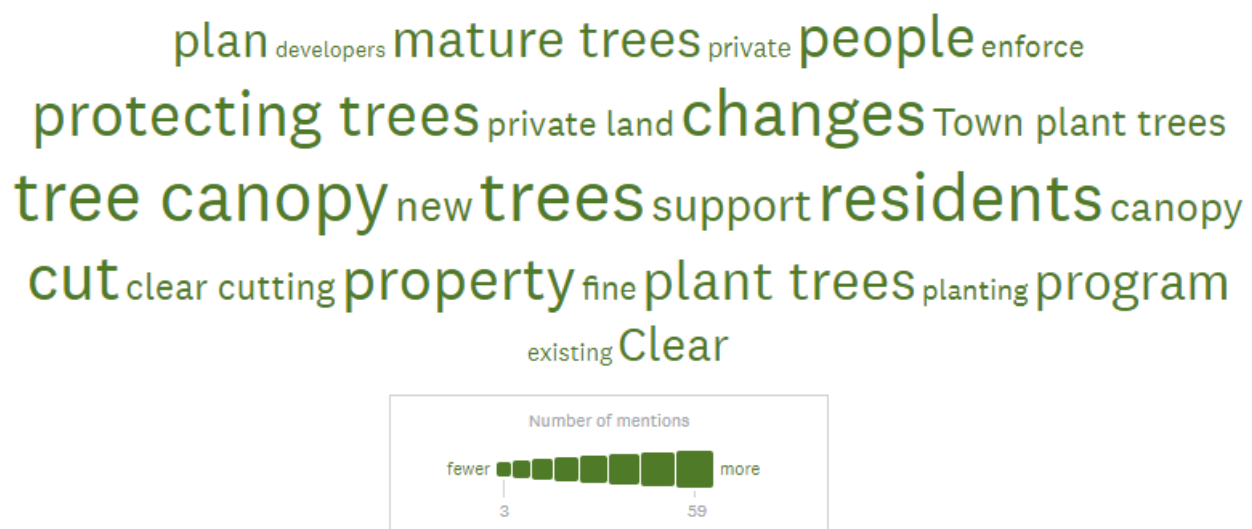 plan developers mature trees private people enforce
protecting trees private land changes Town plant trees
tree canopy new trees support residents canopy
cut clear cutting property fine plant trees planting program
existing Clear
Number of mentions
fewer more
3 59